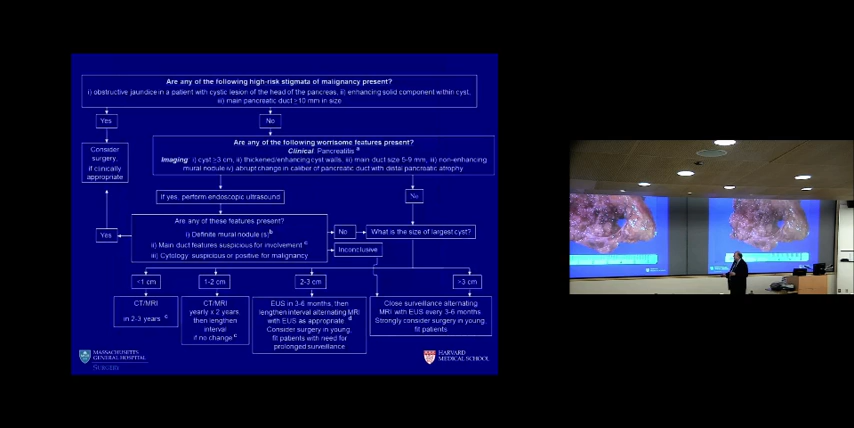 Are any of the following high-risk stigmata of malignancy present?
i) obstructive jaundice in a patient with cystic lesion of the head of the pancreas, ii) enhancing solid component within cyst,
iii) main pancreatic duct ≥10 mm in size
Yes
No
Consider
surgery,
if clinically
appropriate
Are any of the following worrisome features present?
Clinical: Pancreatitis a
Imaging: i) cyst ≥3 cm, ii) thickened/enhancing cyst walls, iii) main duct size 5-9 mm, iii) non-enhancing
mural nodule iv) abrupt change in caliber of pancreatic duct with distal pancreatic atrophy
If yes, perform endoscopic ultrasound
No
Are any of these features present?
i) Definite mural nodule (s) b
ii) Main duct features suspicious for involvement c
iii) Cytology: suspicious or positive for malignancy
Yes
No
What is the size of largest cyst?
Inconclusive
<1 cm
1-2 cm
2-3 cm
>3 cm
CT/MRI
in 2-3 years c
CT/MRI
yearly x 2 years,
then lengthen
interval
if no change c
EUS in 3-6 months, then
lengthen interval alternating MRI
with EUS as appropriate d
Consider surgery in young,
fit patients with need for
prolonged surveillance
Close surveillance alternating
MRI with EUS every 3-6 months
Strongly consider surgery in young,
fit patients
MASSACHUSETTS
GENERAL HOSPITAL
SURGERY
HARVARD
MEDICAL SCHOOL